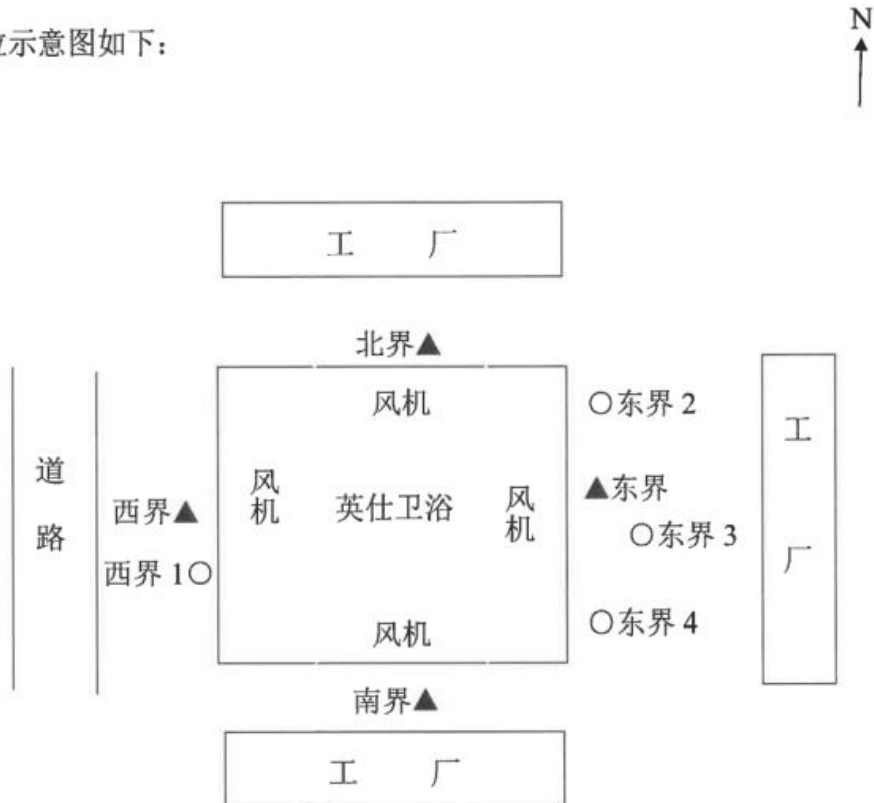 N
示意图如下：
工 厂
北界▲
风机
○东界 2
工厂
道路
风机
英仕卫浴
风机
▲东界
西界▲
○东界 3
西界 1○
○东界 4
风机
南界▲
工 厂